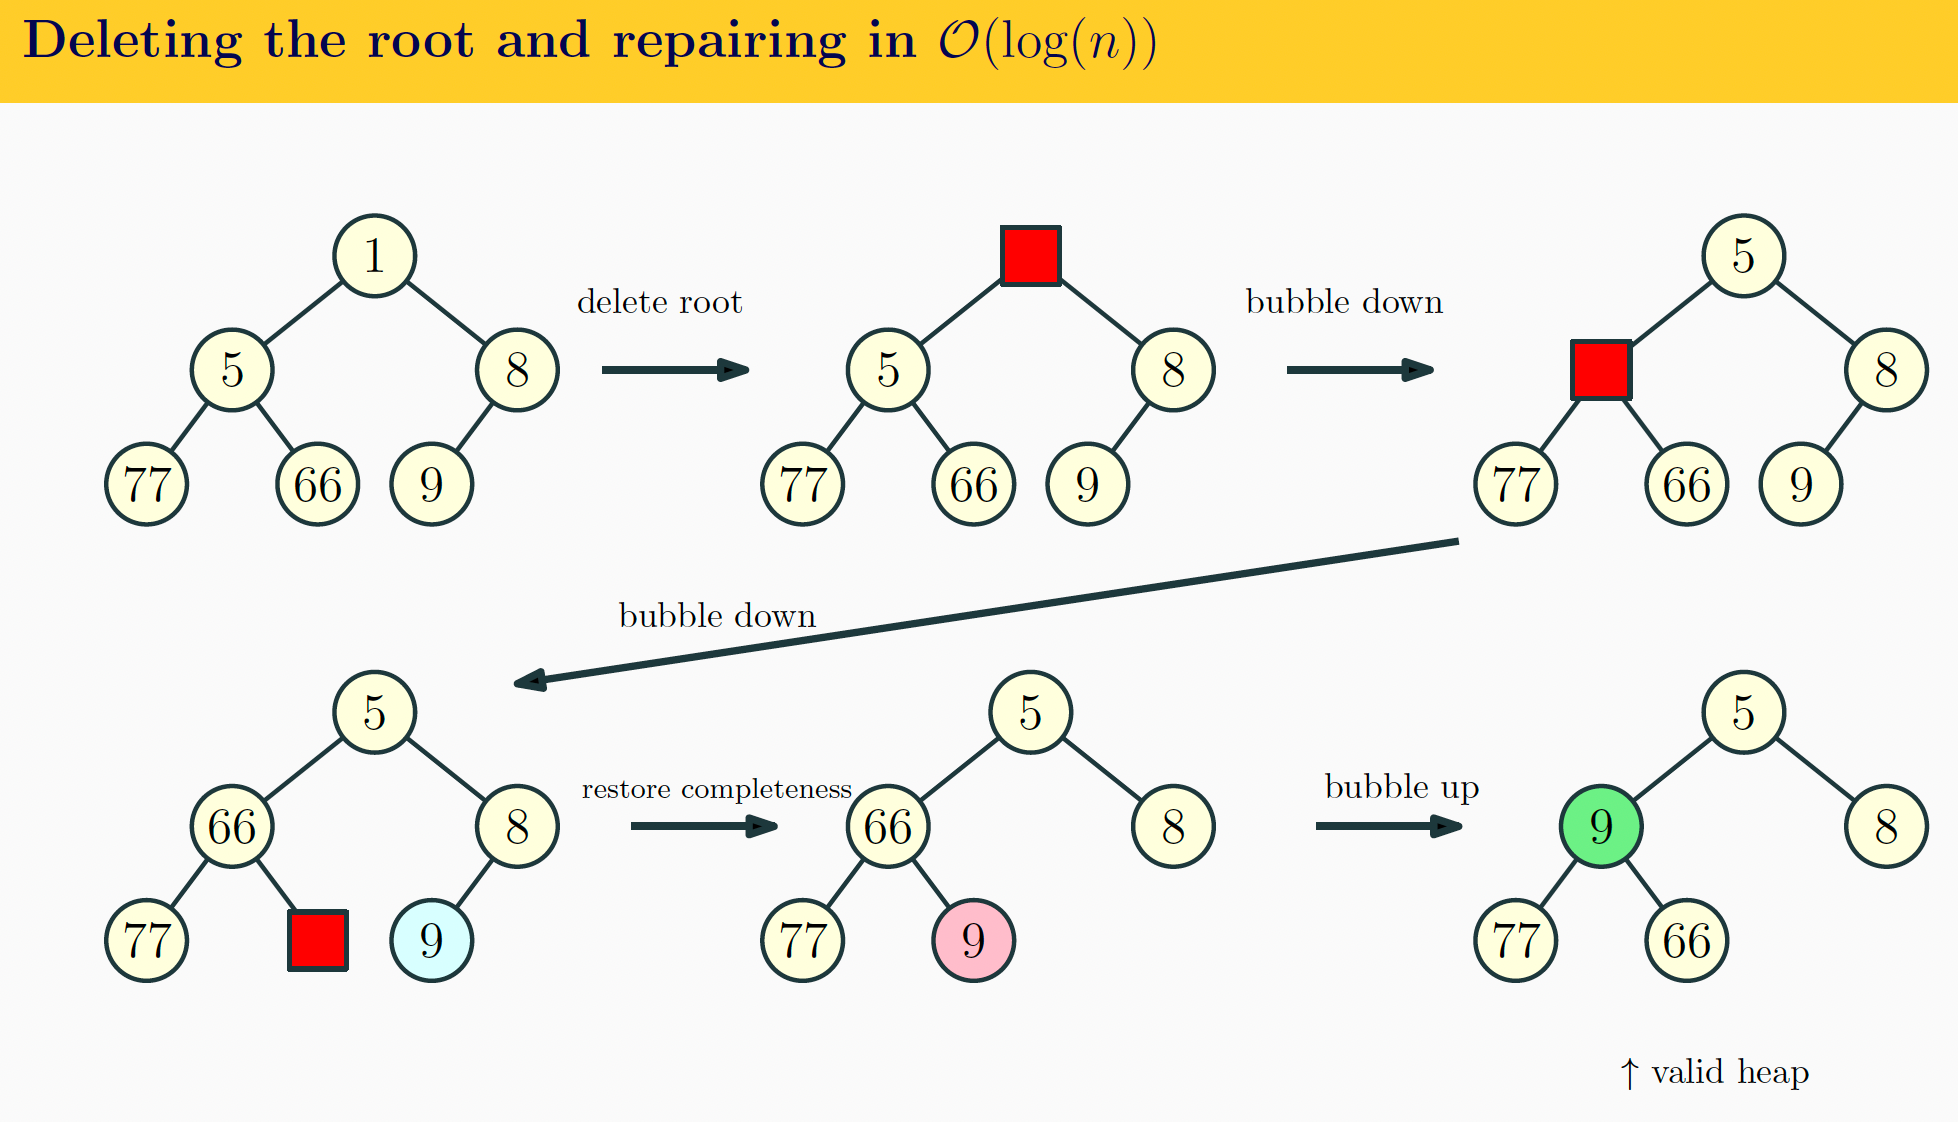 Deleting the root and repairing in 𝒪(log(n))
1
5 8
77 66 9
delete root
5 8
77 66 9
bubble down
5
8
77 66 9
bubble down
5
66 8
77 9
restore completeness
5
66 8
77 9
bubble up
5
9 8
77 66
↑ valid heap